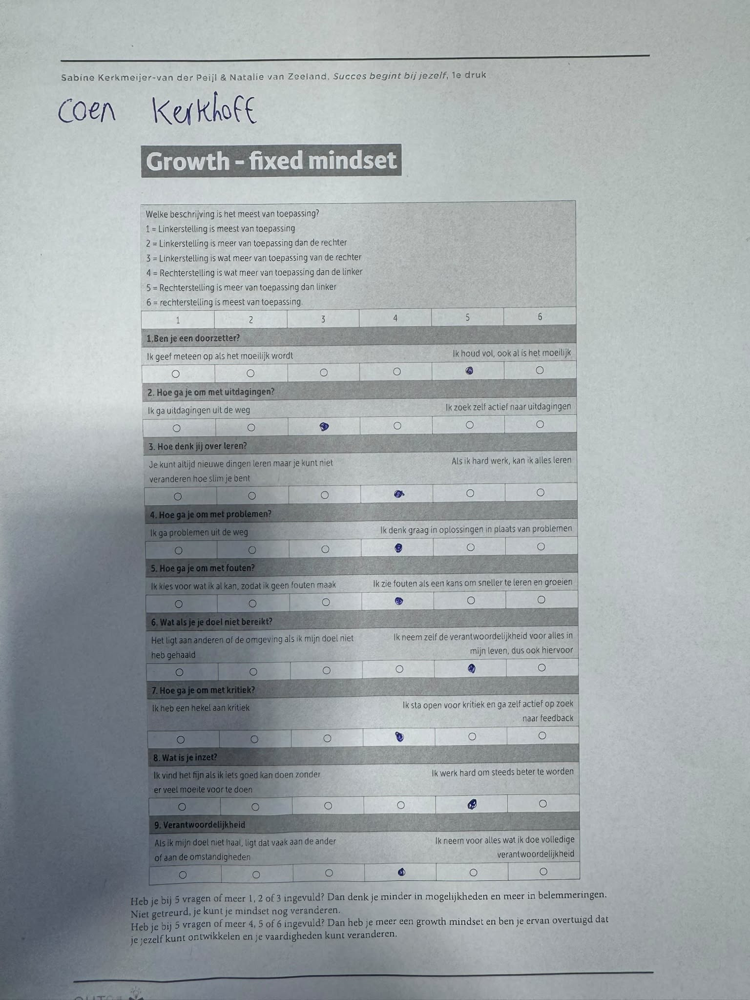 Sabine Kerkmeijer-van der Peijl & Natalie van Zeeland, Succes begint bij jezelf, 1e druk
Coen Kerkhoff
Growth - fixed mindset
Welke beschrijving is het meest van toepassing?
1 = Linkerstelling is meest van toepassing
2 = Linkerstelling is meer van toepassing dan de rechter
3 = Linkerstelling is wat meer van toepassing van de rechter
4 = Rechterstelling is wat meer van toepassing dan de linker
5 = Rechterstelling is meer van toepassing dan linker
6 = rechterstelling is meest van toepassing.
1 2 3 4 5 6
1.Ben je een doorzetter?
Ik geef meteen op als het moeilijk wordt Ik houd vol, ook al is het moeilijk
2. Hoe ga je om met uitdagingen?
Ik ga uitdagingen uit de weg Ik zoek zelf actief naar uitdagingen
3. Hoe denk jij over leren?
Je kunt altijd nieuwe dingen leren maar je kunt niet Als ik hard werk, kan ik alles leren
veranderen hoe slim je bent
4. Hoe ga je om met problemen?
Ik ga problemen uit de weg Ik denk graag in oplossingen in plaats van problemen
5. Hoe ga je om met fouten?
Ik kies voor wat ik al kan, zodat ik geen fouten maak Ik zie fouten als een kans om sneller te leren en groeien
6. Wat als je je doel niet bereikt?
Het ligt aan anderen of de omgeving als ik mijn doel niet Ik neem zelf de verantwoordelijkheid voor alles in
heb gehaald mijn leven, dus ook hiervoor
7. Hoe ga je om met kritiek?
Ik heb een hekel aan kritiek Ik sta open voor kritiek en ga zelf actief op zoek
naar feedback
8. Wat is je inzet?
Ik vind het fijn als ik iets goed kan doen zonder Ik werk hard om steeds beter te worden
er veel moeite voor te doen
9. Verantwoordelijkheid
Als ik mijn doel niet haal, ligt dat vaak aan de ander Ik neem voor alles wat ik doe volledige
of aan de omstandigheden verantwoordelijkheid
Heb je bij 5 vragen of meer 1, 2 of 3 ingevuld? Dan denk je minder in mogelijkheden en meer in belemmeringen.
Niet getreurd, je kunt je mindset nog veranderen.
Heb je bij 5 vragen of meer 4, 5 of 6 ingevuld? Dan heb je meer een growth mindset en ben je ervan overtuigd dat
je jezelf kunt ontwikkelen en je vaardigheden kunt veranderen.